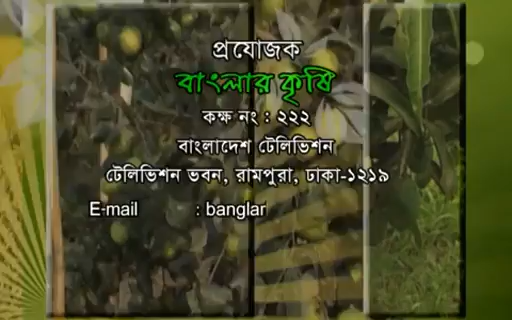 প্রযোজক
বাংলার কৃষি
কক্ষ নং : ২২২
বাংলাদেশ টেলিভিশন
টেলিভিশন ভবন, রামপুরা, ঢাকা-১২১৯
E-mail : banglar